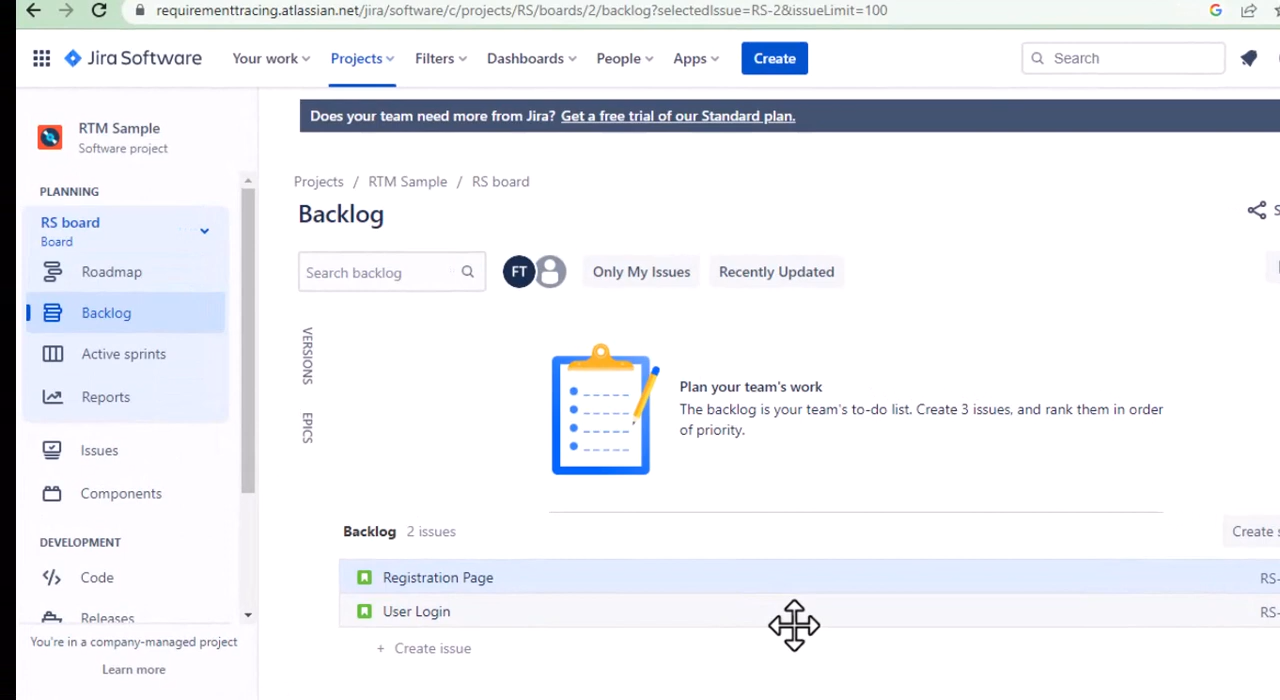 requirementtracing.atlassian.net/jira/software/c/projects/RS/boards/2/backlog?selectedIssue=RS-2&issueLimit=100
Jira Software
Your work
Projects
Filters
Dashboards
People
Apps
Create
Search
RTM Sample
Software project
PLANNING
RS board
Board
Roadmap
Backlog
Active sprints
Reports
Issues
Components
DEVELOPMENT
Code
Releases
You're in a company-managed project
Learn more
Does your team need more from Jira? Get a free trial of our Standard plan.
Projects / RTM Sample / RS board
Backlog
Search backlog
FT
Only My Issues
Recently Updated
VERSIONS
EPICS
Plan your team's work
The backlog is your team's to-do list. Create 3 issues, and rank them in order
of priority.
Backlog 2 issues
Create
Registration Page
RS-
User Login
RS-
+ Create issue